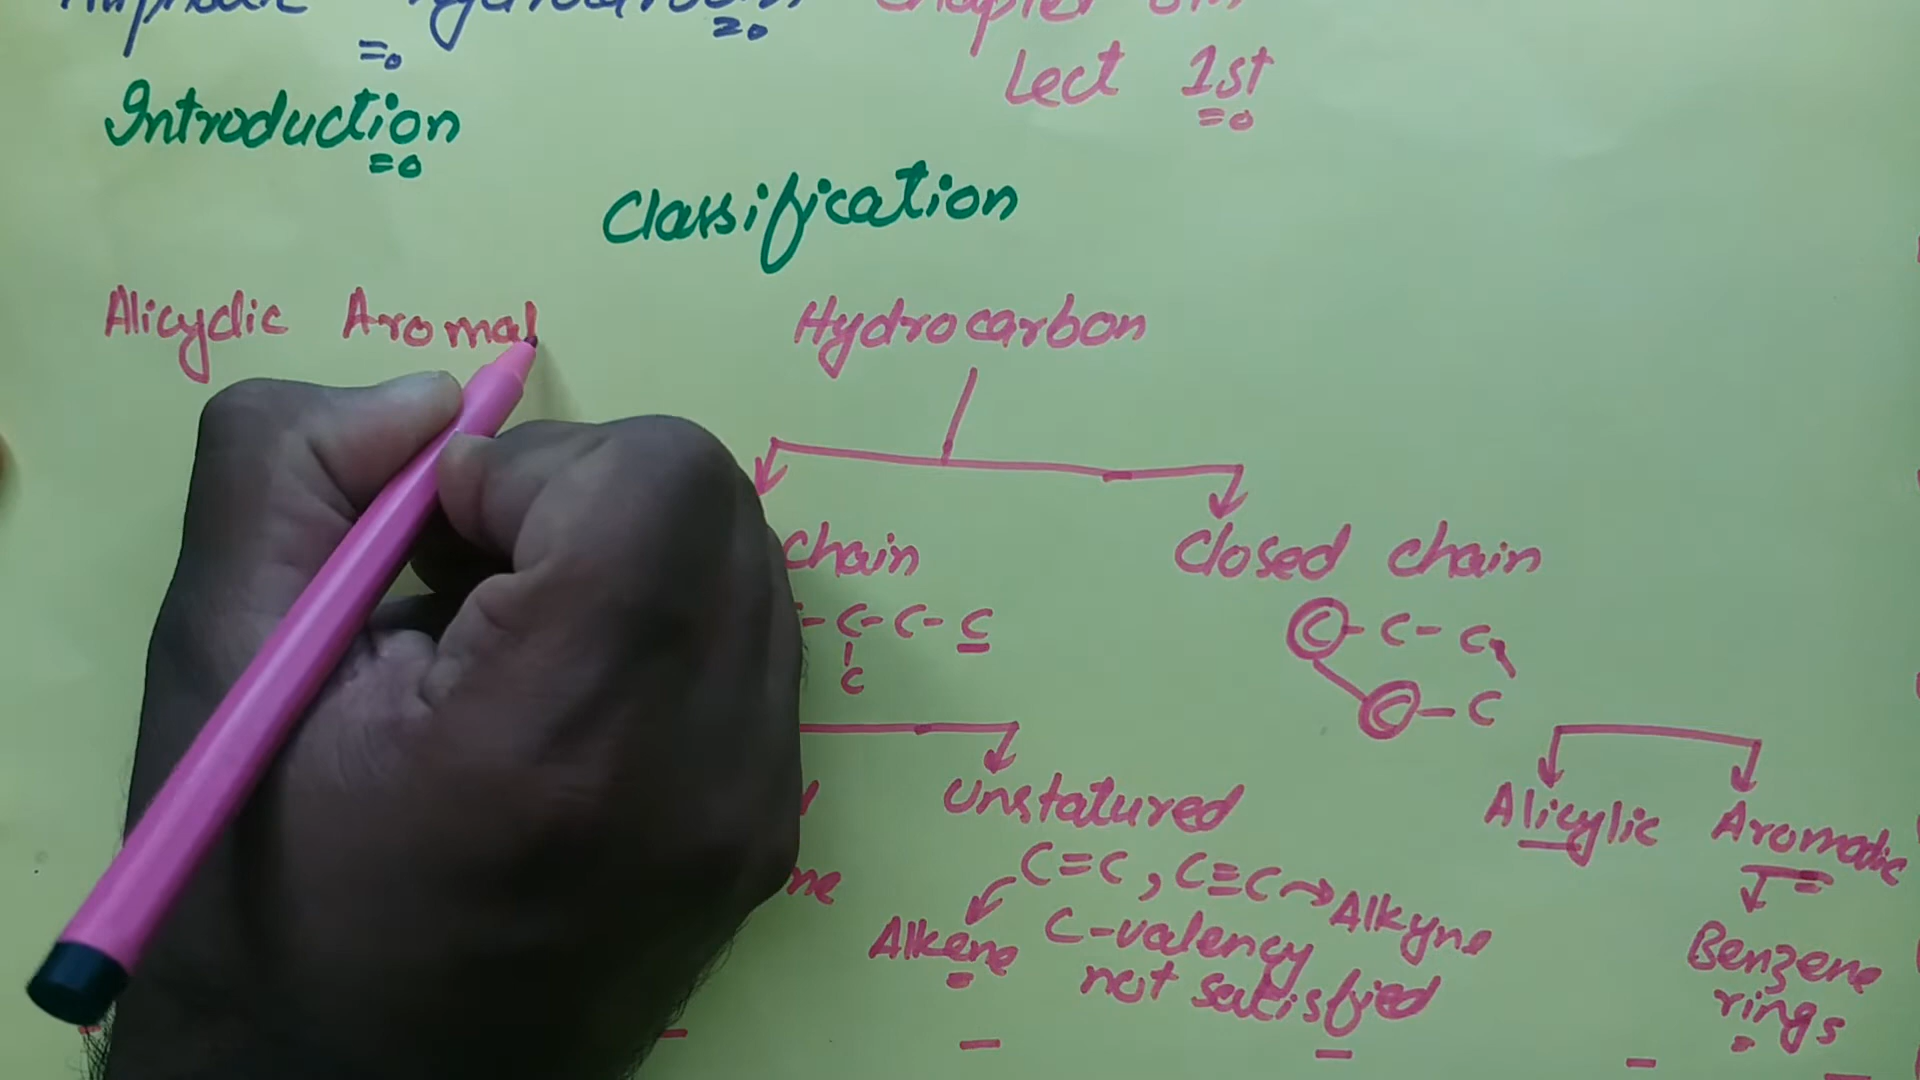 Lect 1st
Introduction
Classification
Alicyclic Aromat
Hydrocarbon
chain
Closed chain
-C-C-C
C
C-C-C
C-C
Unstatured
Alicylic Aromatic
C=C, C≡C→Alkyne
Alkene C-valency
not satisfied
Benzene
rings